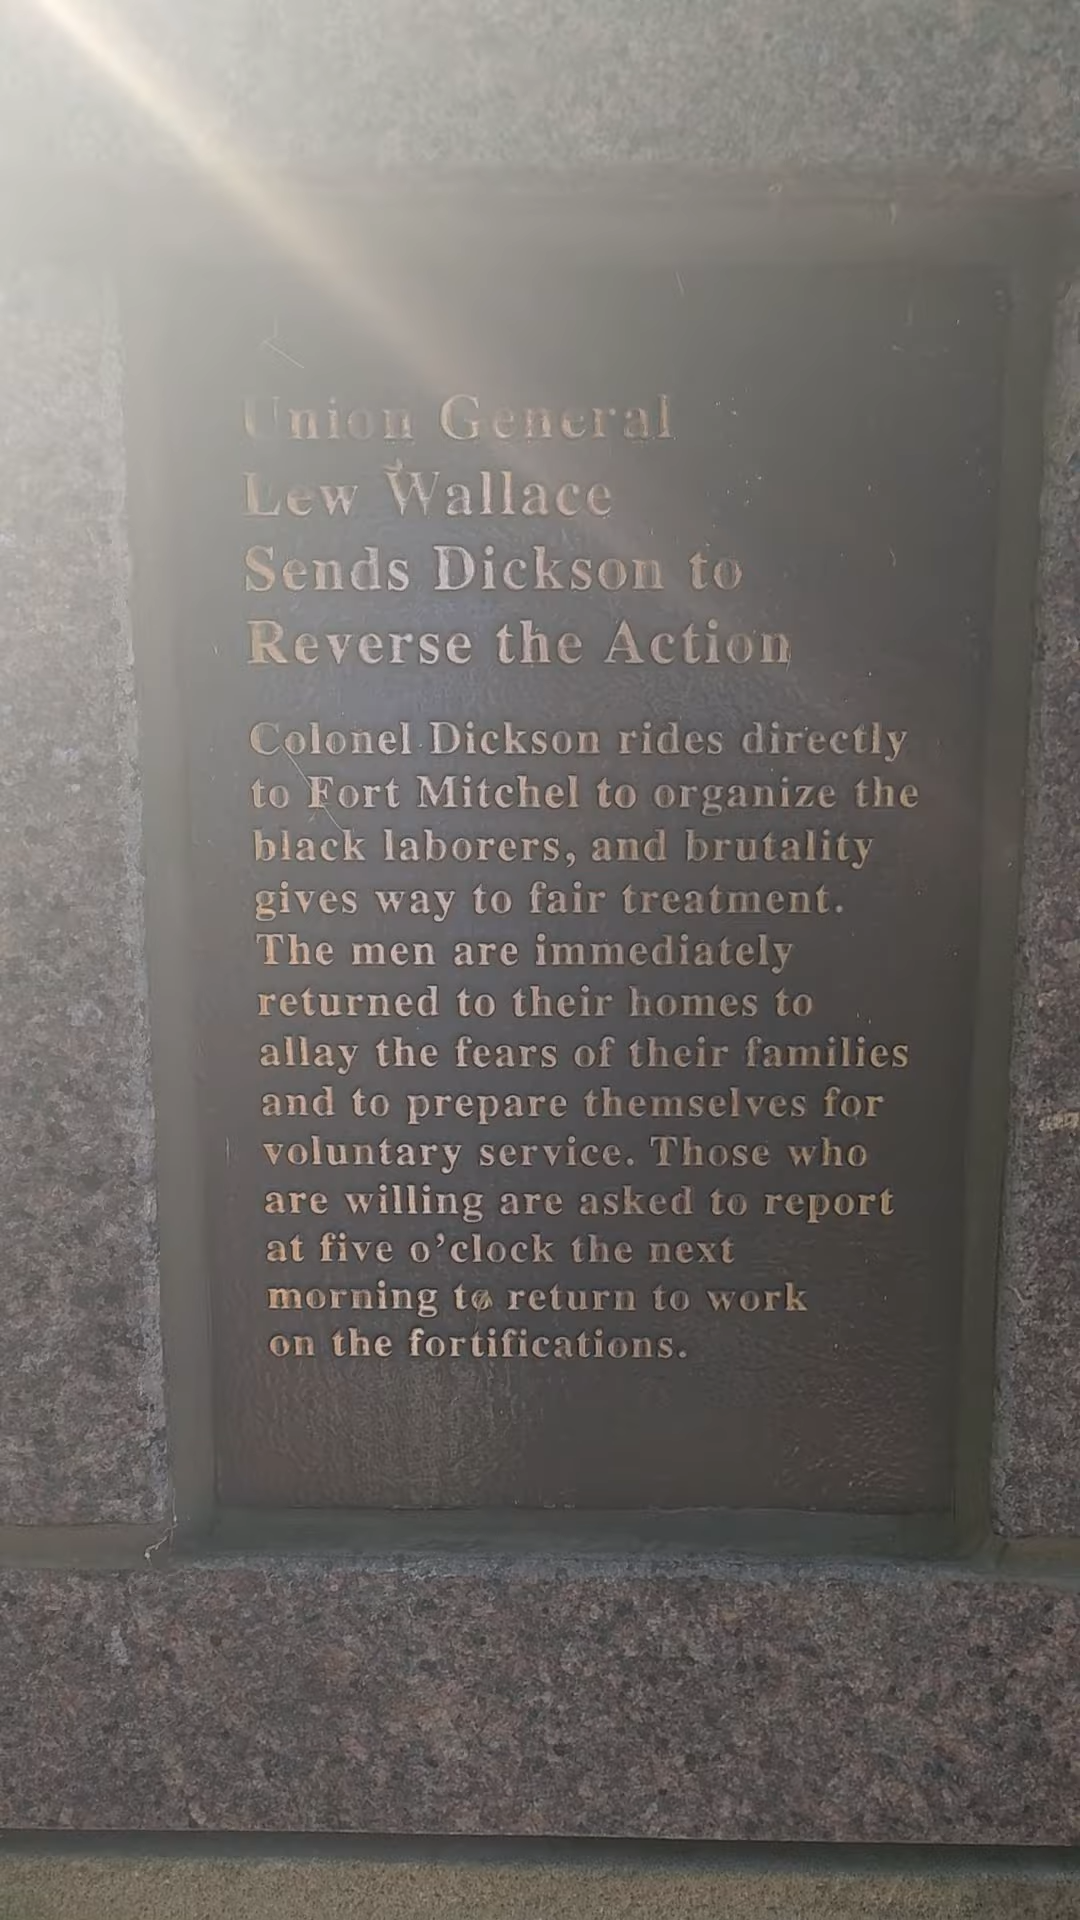 Union General
Lew Wallace
Sends Dickson to
Reverse the Action
Colonel Dickson rides directly
to Fort Mitchel to organize the
black laborers, and brutality
gives way to fair treatment.
The men are immediately
returned to their homes to
allay the fears of their families
and to prepare themselves for
voluntary service. Those who
are willing are asked to report
at five o’clock the next
morning to return to work
on the fortifications.